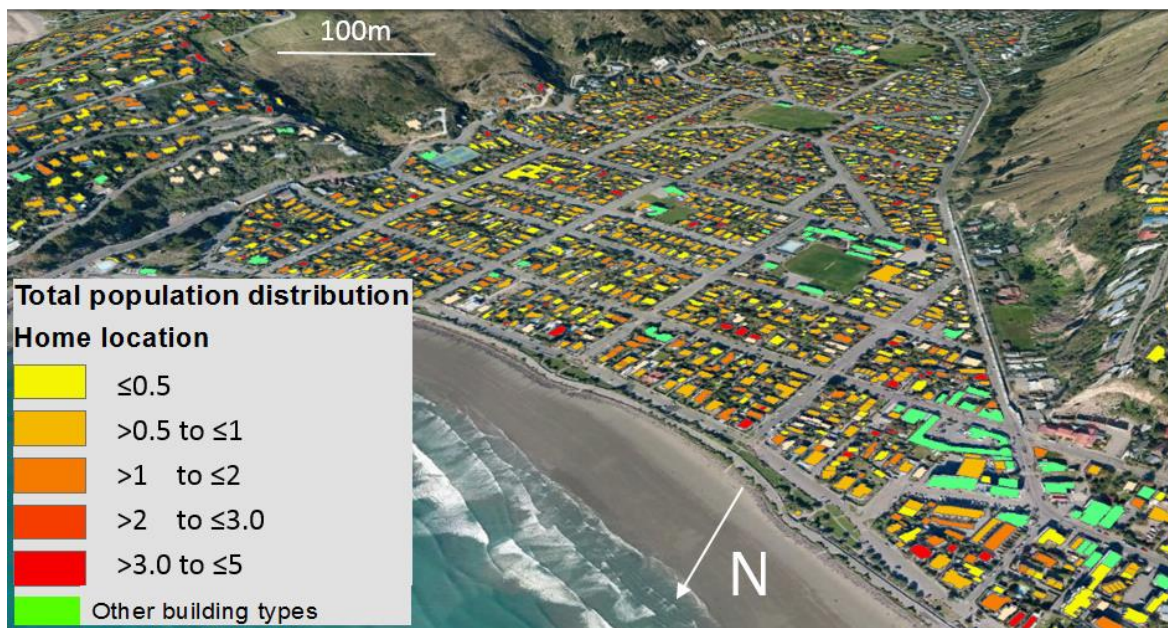 100m
Total population distribution
Home location
≤0.5
>0.5 to ≤1
>1 to ≤2
>2 to ≤3.0
>3.0 to ≤5
Other building types
N